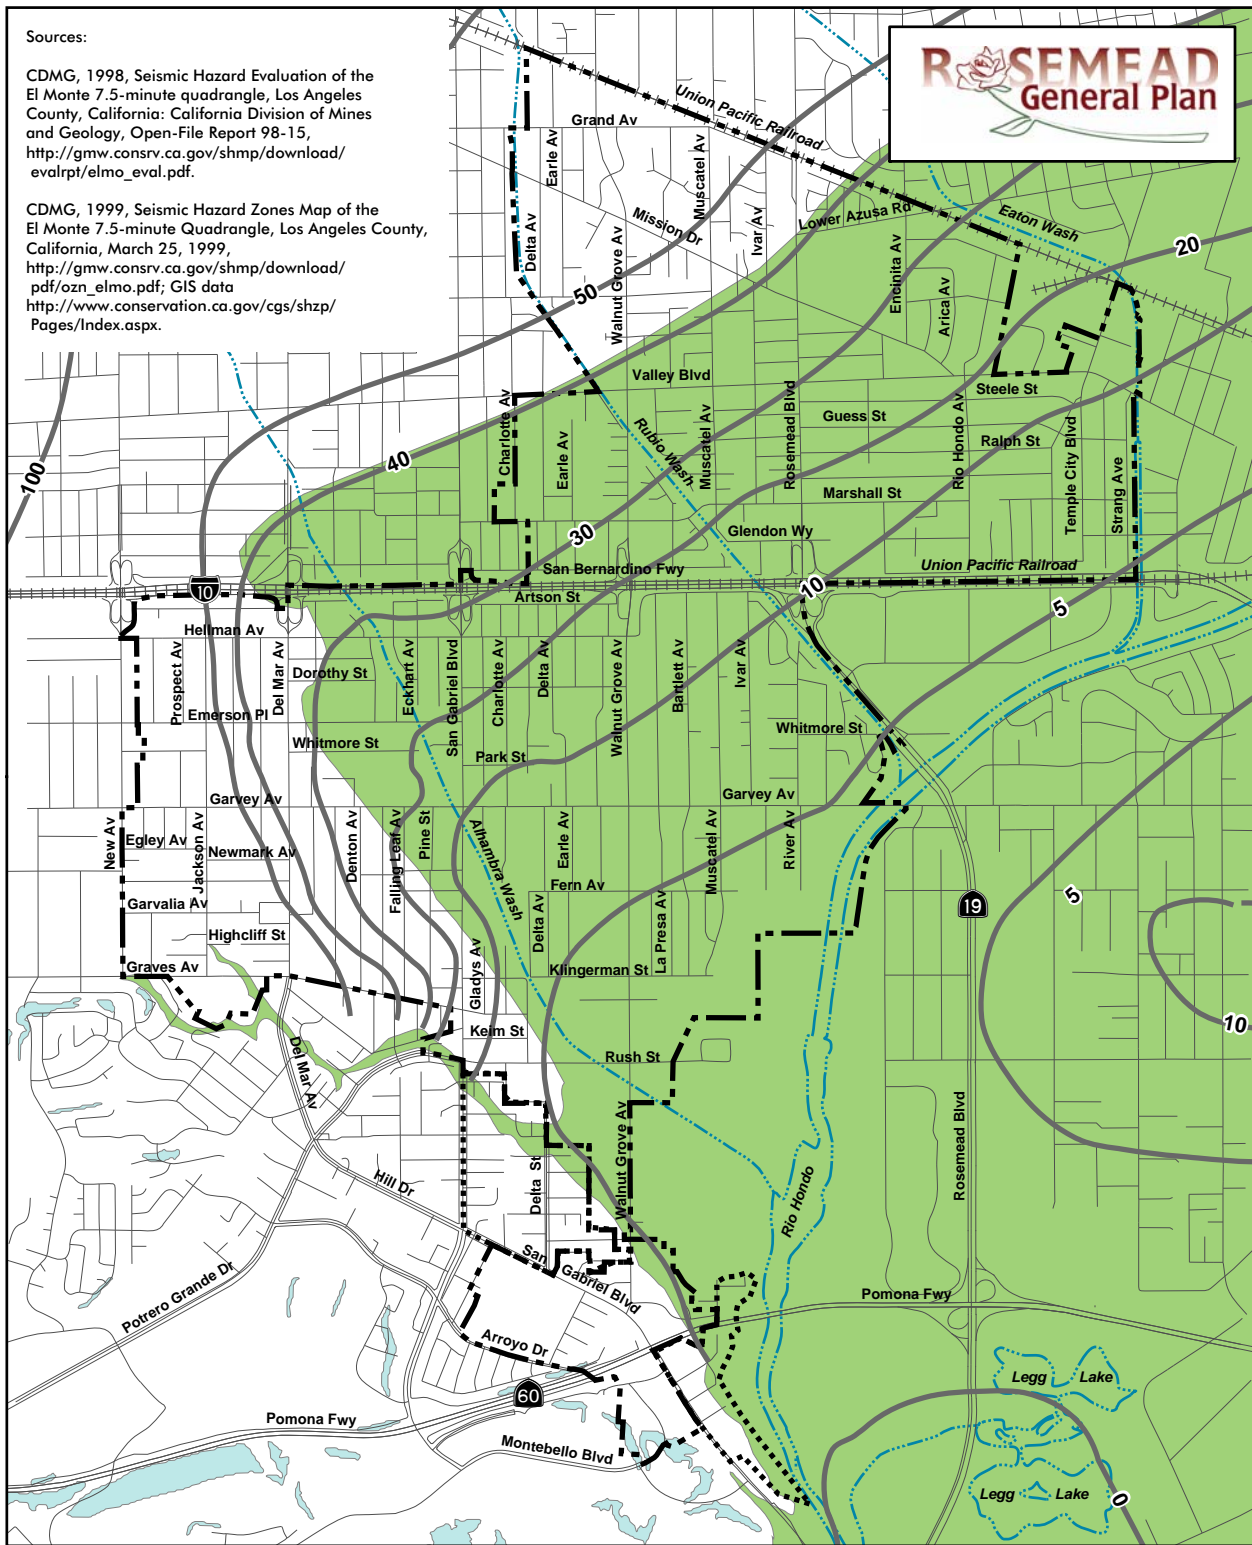 Sources:
CDMG, 1998, Seismic Hazard Evaluation of the
El Monte 7.5-minute quadrangle, Los Angeles
County, California: California Division of Mines
and Geology, Open-File Report 98-15,
http://gmw.consrv.ca.gov/shmp/download/
evalrpt/elmo_eval.pdf.
CDMG, 1999, Seismic Hazard Zones Map of the
El Monte 7.5-minute Quadrangle, Los Angeles County,
California, March 25, 1999,
http://gmw.consrv.ca.gov/shmp/download/
pdf/ozn_elmo.pdf; GIS data
http://www.conservation.ca.gov/cgs/shzp/
Pages/Index.aspx.
ROSEMEAD
General Plan
Union Pacific Railroad
Grand Av
Earle Av
Muscatel Av
Mission Dr
Lower Azusa Rd
Eaton Wash
Delta Av
Walnut Grove Av
Ivar Av
Encinita Av
Arica Av
20
50
Valley Blvd
Steele St
Charlotte Av
Rubio Wash
Muscatel Av
Rosemead Blvd
Guess St
Rio Hondo Av
Ralph St
Temple City Blvd
Strang Ave
Earle Av
40
100
Marshall St
30
Glendon Wy
San Bernardino Fwy
Union Pacific Railroad
10
10
Artson St
5
Hellman Av
Prospect Av
Del Mar Av
Dorothy St
Eckhart Av
San Gabriel Blvd
Charlotte Av
Delta Av
Walnut Grove Av
Bartlett Av
Ivar Av
Emerson Pl
Whitmore St
Whitmore St
Park St
Garvey Av
Garvey Av
New Av
Egley Av
Jackson Av
Newmark Av
Denton Av
Falling Leaf Av
Pine St
Alhambra Wash
Earle Av
Muscatel Av
River Av
Fern Av
5
19
Garvalia Av
Highcliff St
Delta Av
La Presa Av
Graves Av
Gladys Av
Klingerman St
10
Keim St
Rush St
Del Mar Av
Walnut Grove Av
Rosemead Blvd
Hill Dr
Delta St
Rio Hondo
San Gabriel Blvd
Potrero Grande Dr
Pomona Fwy
Arroyo Dr
Legg Lake
60
Pomona Fwy
Montebello Blvd
Legg Lake
0